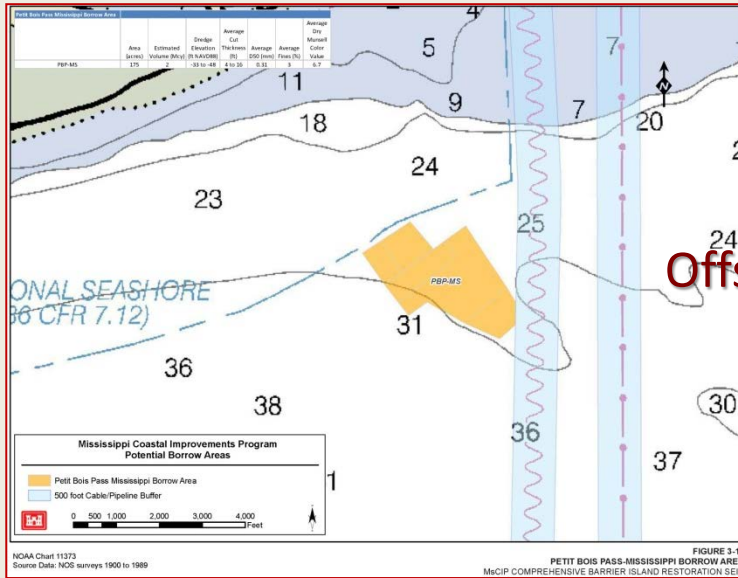 Petit Bois Pass Mississippi Borrow Area
Area (acres) Estimated Volume (Mcy) Dredge Elevation (ft NAVD88) Average Cut Thickness (ft) Average D50 (mm) Average Fines (%) Average Dry Munsell Color Value
PBP-MS 175 2 -33 to -48 4 to 16 0.31 3 6.7
4
5
7
11
9
7
18
20
24
23
25
24
Offs
PBP-MS
ONAL SEASHORE
36 CFR 7.12)
31
36
38
30
36
37
1
Mississippi Coastal Improvements Program
Potential Borrow Areas
Petit Bois Pass Mississippi Borrow Area
500 foot Cable/Pipeline Buffer
0 500 1,000 2,000 3,000 4,000
Feet
N
NOAA Chart 11373
Source Data: NOS surveys 1900 to 1989
FIGURE 3-1
PETIT BOIS PASS-MISSISSIPPI BORROW ARE
MsCIP COMPREHENSIVE BARRIER ISLAND RESTORATION SEI